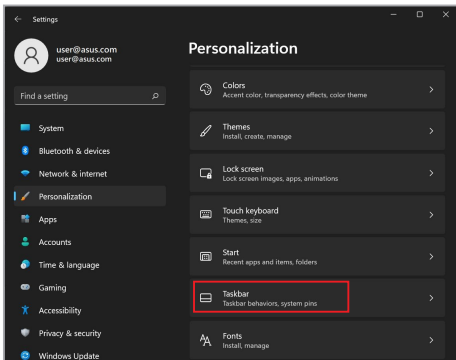 Settings
user@asus.com
user@asus.com
Find a setting
System
Bluetooth & devices
Network & internet
Personalization
Apps
Accounts
Time & language
Gaming
Accessibility
Privacy & security
Windows Update
Personalization
Colors
Accent color, transparency effects, color theme
Themes
Install, create, manage
Lock screen
Lock screen images, apps, animations
Touch keyboard
Themes, size
Start
Recent apps and items, folders
Taskbar
Taskbar behaviors, system pins
Fonts
Install, manage